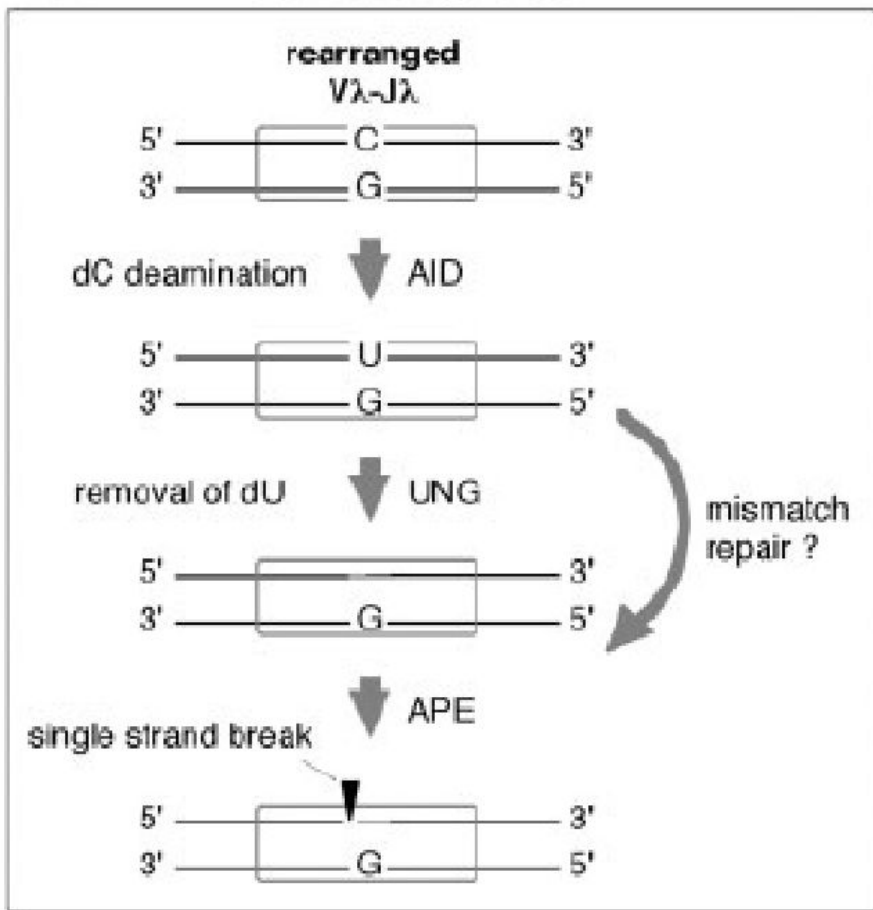 rearranged
Vλ-Jλ
5' C 3'
3' G 5'
dC deamination AID
5' U 3'
3' G 5'
removal of dU UNG
mismatch
repair ?
5' 3'
3' G 5'
APE
single strand break
5' 3'
3' G 5'